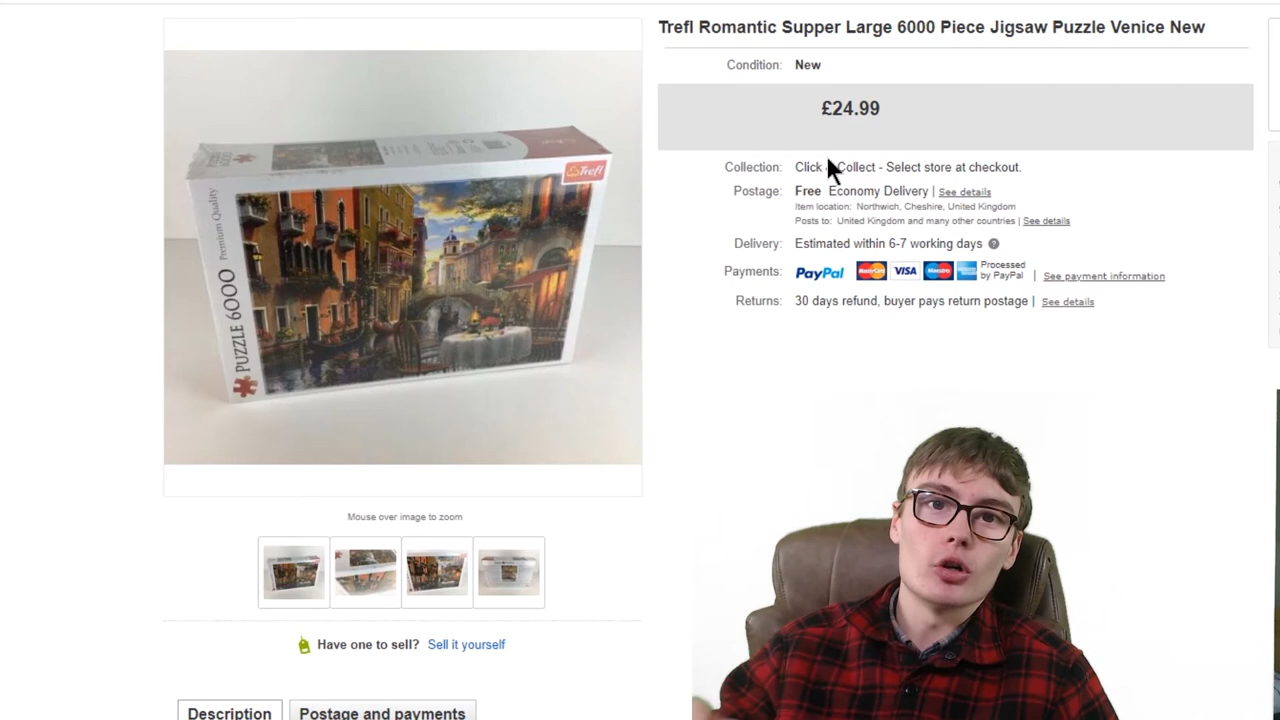 Trefl Romantic Supper Large 6000 Piece Jigsaw Puzzle Venice New
Condition: New
£24.99
Collection: Click Collect - Select store at checkout.
Postage: Free Economy Delivery | See details
Item location: Northwich, Cheshire, United Kingdom
Posts to: United Kingdom and many other countries | See details
Delivery: Estimated within 6-7 working days
Payments: PayPal MasterCard VISA Maestro Processed by PayPal | See payment information
Returns: 30 days refund, buyer pays return postage | See details
Trefl
PUZZLE 6000 Premium Quality
Mouse over image to zoom
Have one to sell? Sell it yourself
Description
Postage and payments